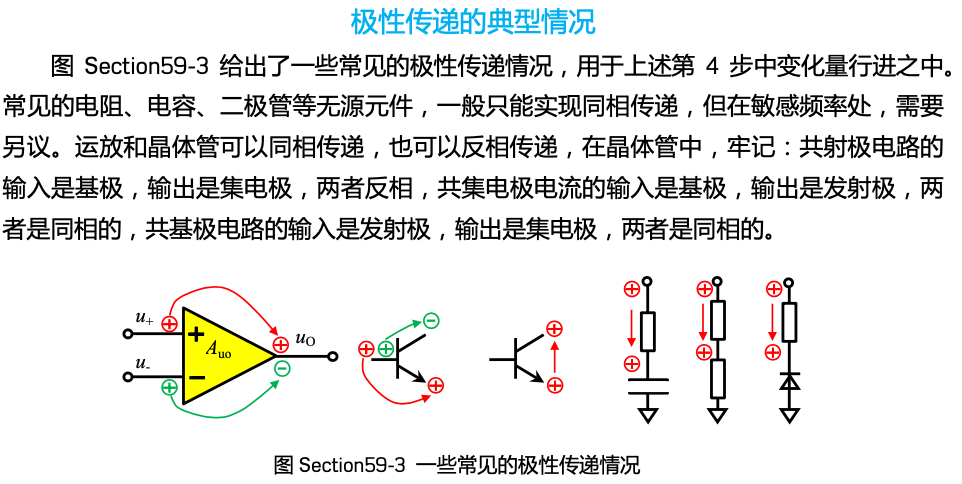 极性传递的典型情况
图 Section59-3 给出了一些常见的极性传递情况，用于上述第 4 步中变化量行进之中。
常见的电阻、电容、二极管等无源元件，一般只能实现同相传递，但在敏感频率处，需要
另议。运放和晶体管可以同相传递，也可以反相传递，在晶体管中，牢记：共射极电路的
输入是基极，输出是集电极，两者反相，共集电极电流的输入是基极，输出是发射极，两
者是同相的，共基极电路的输入是发射极，输出是集电极，两者是同相的。
u+
u-
+
−
Auo
uO
图 Section59-3 一些常见的极性传递情况